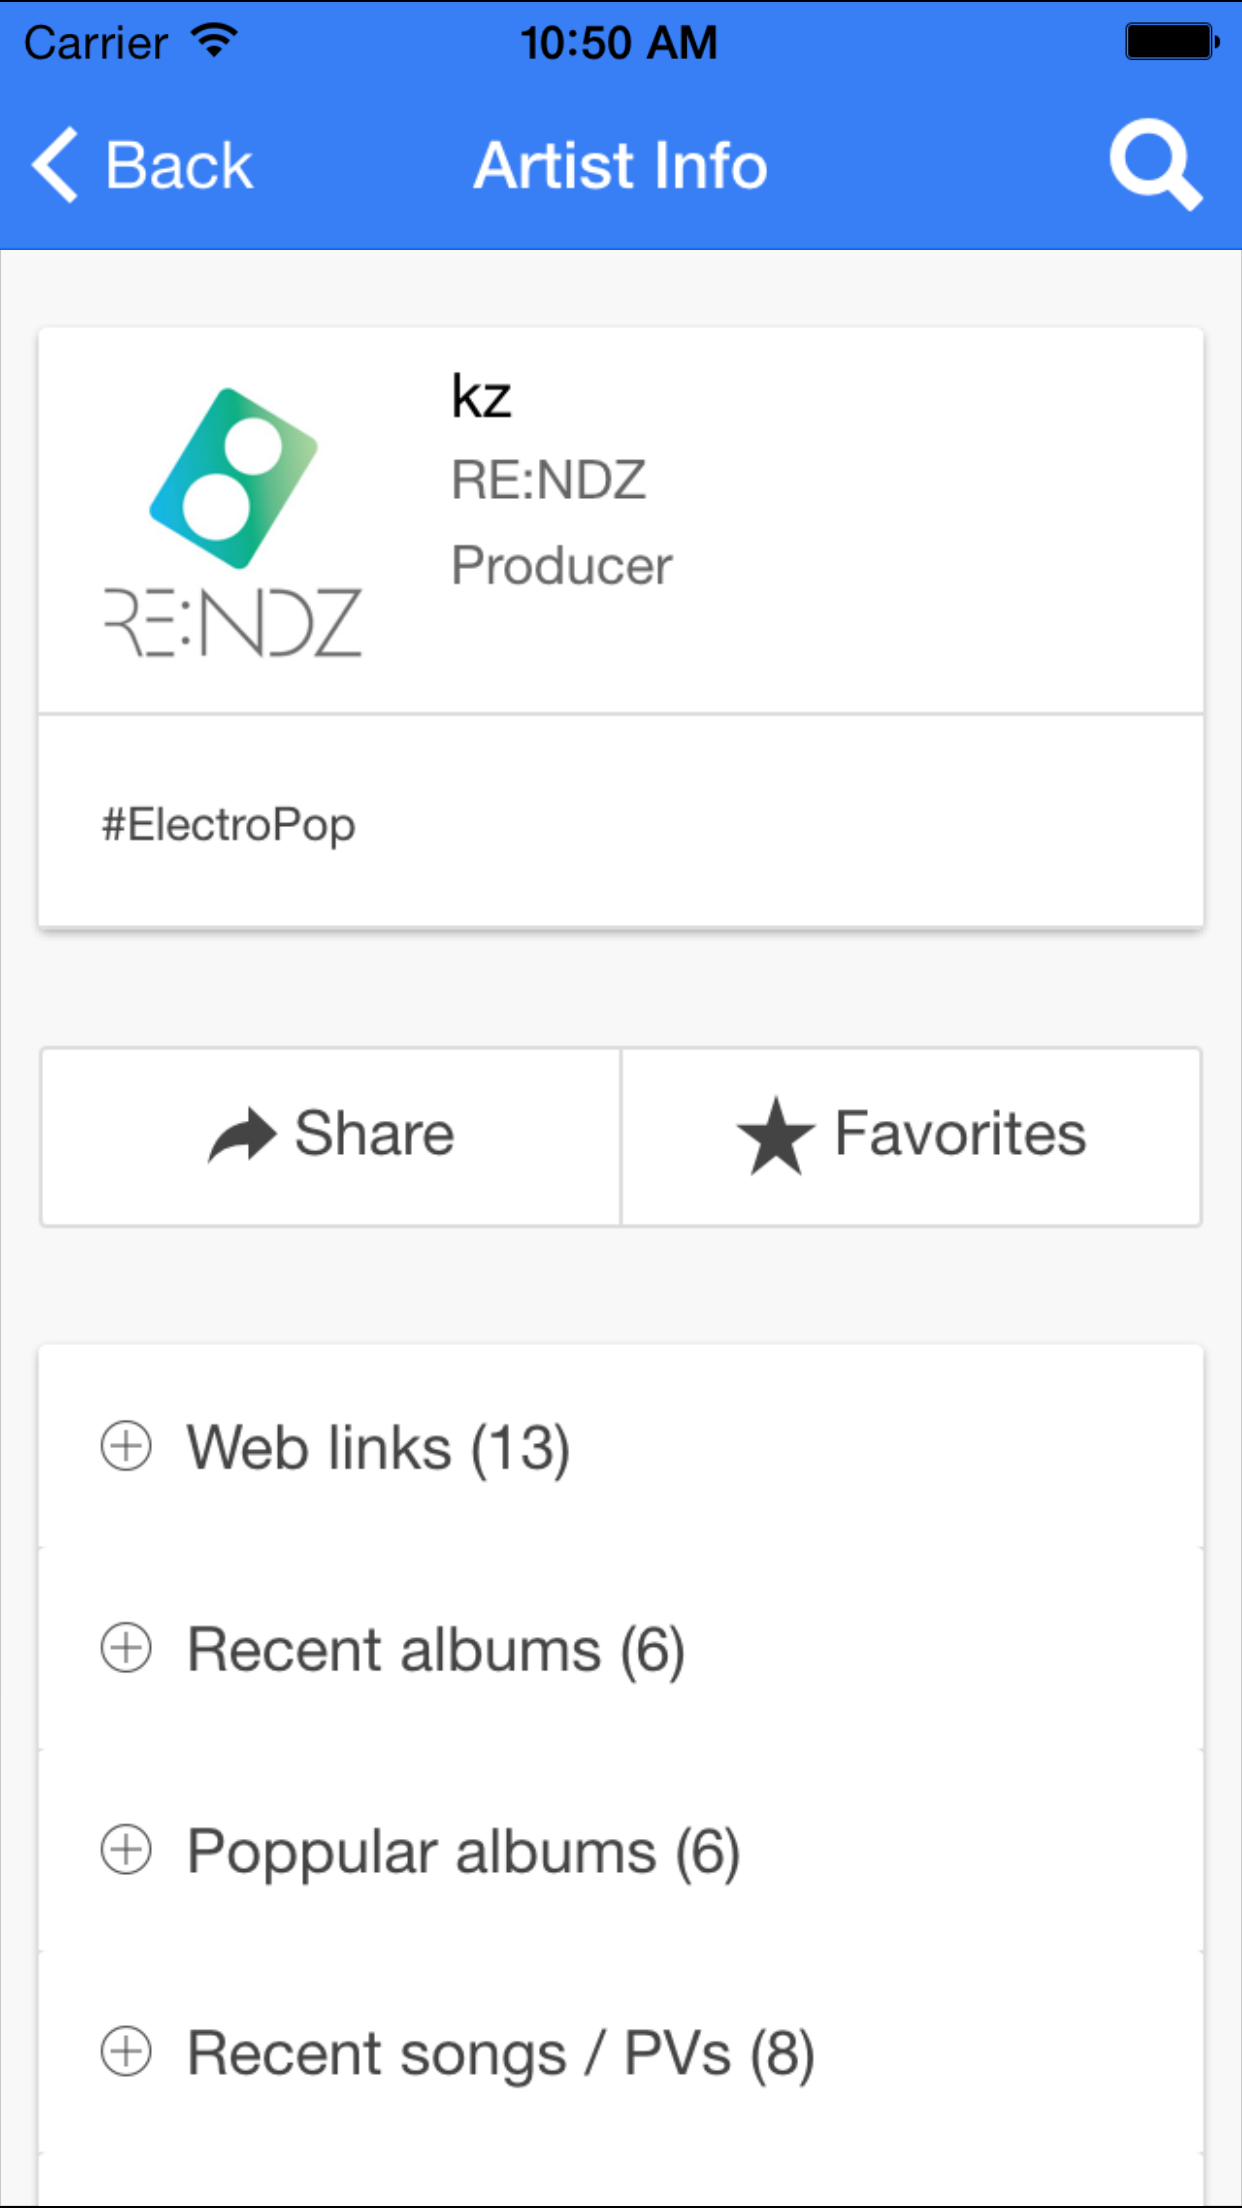 Carrier 10:50 AM
Back Artist Info
kz
RE:NDZ
Producer
RE:NDZ
#ElectroPop
Share Favorites
Web links (13)
Recent albums (6)
Poppular albums (6)
Recent songs / PVs (8)